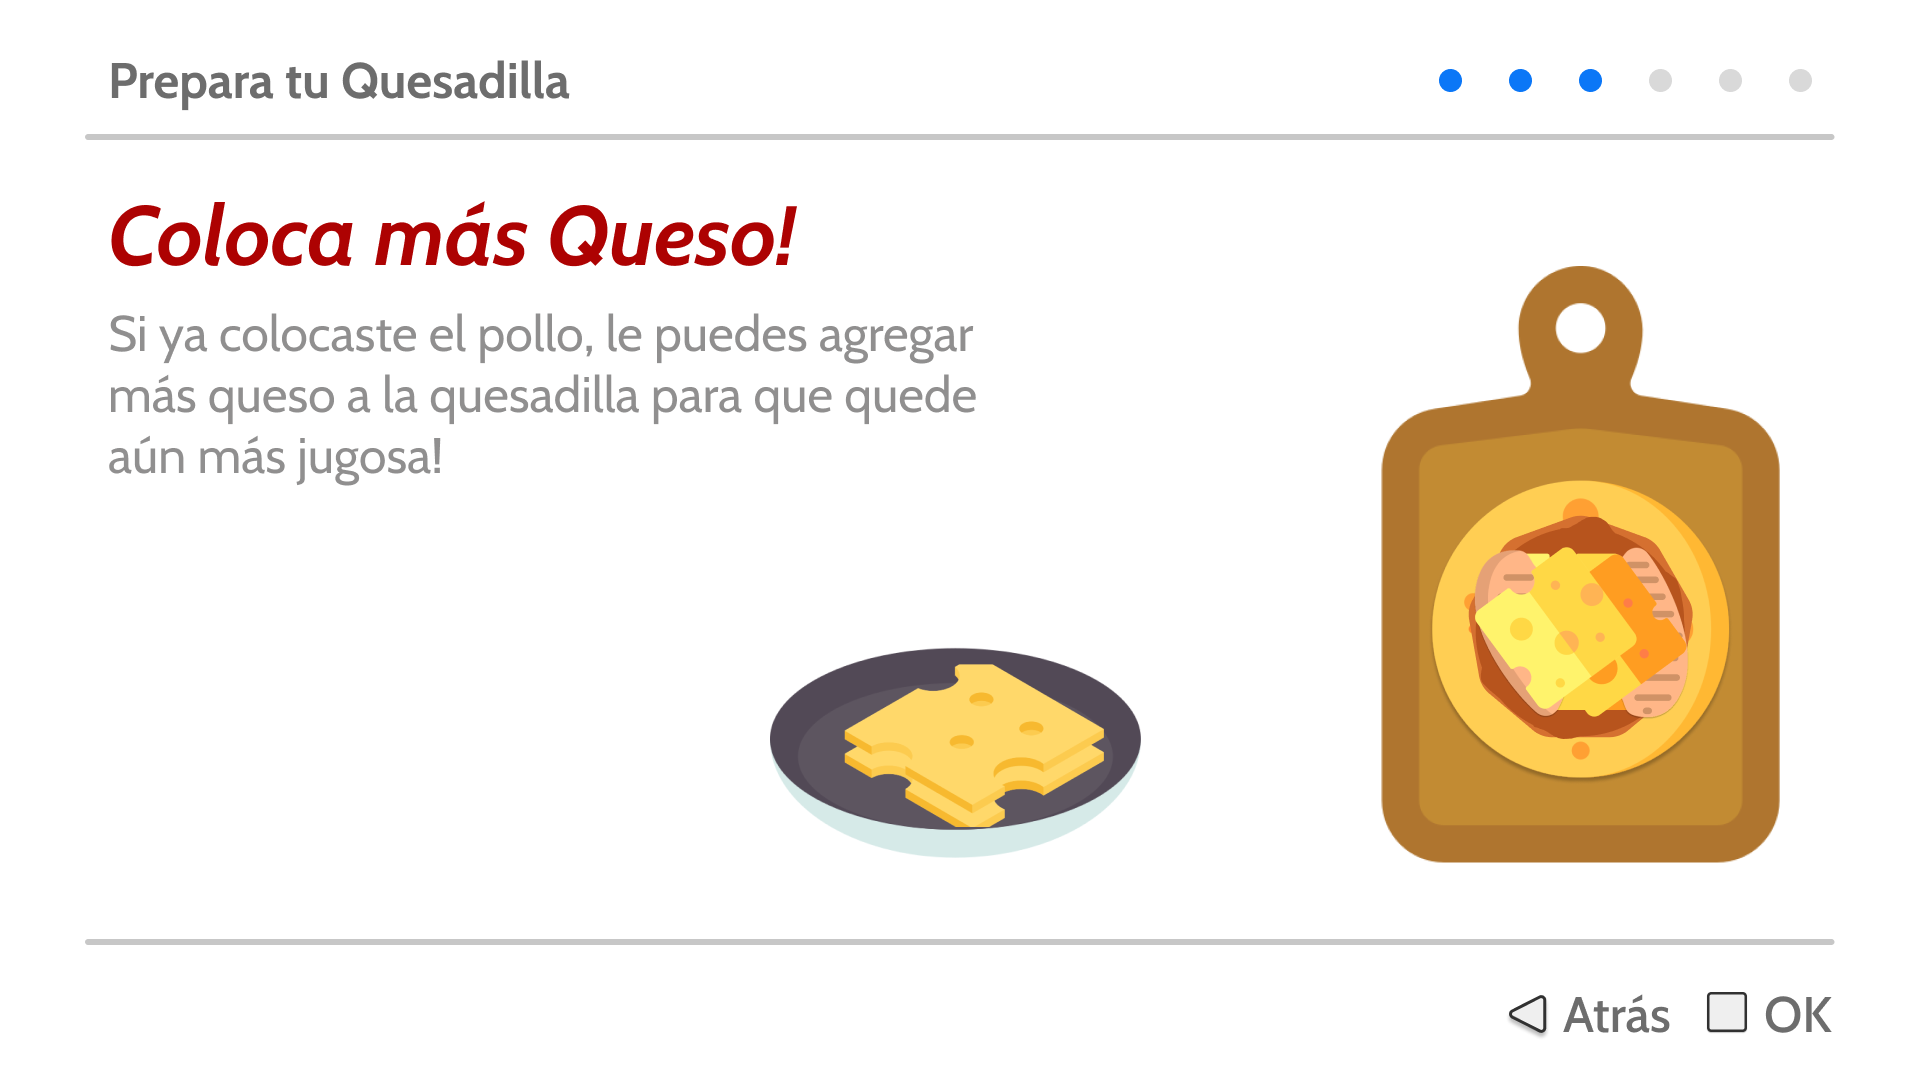 Prepara tu Quesadilla
Coloca más Queso!
Si ya colocaste el pollo, le puedes agregar
más queso a la quesadilla para que quede
aún más jugosa!
Atrás OK